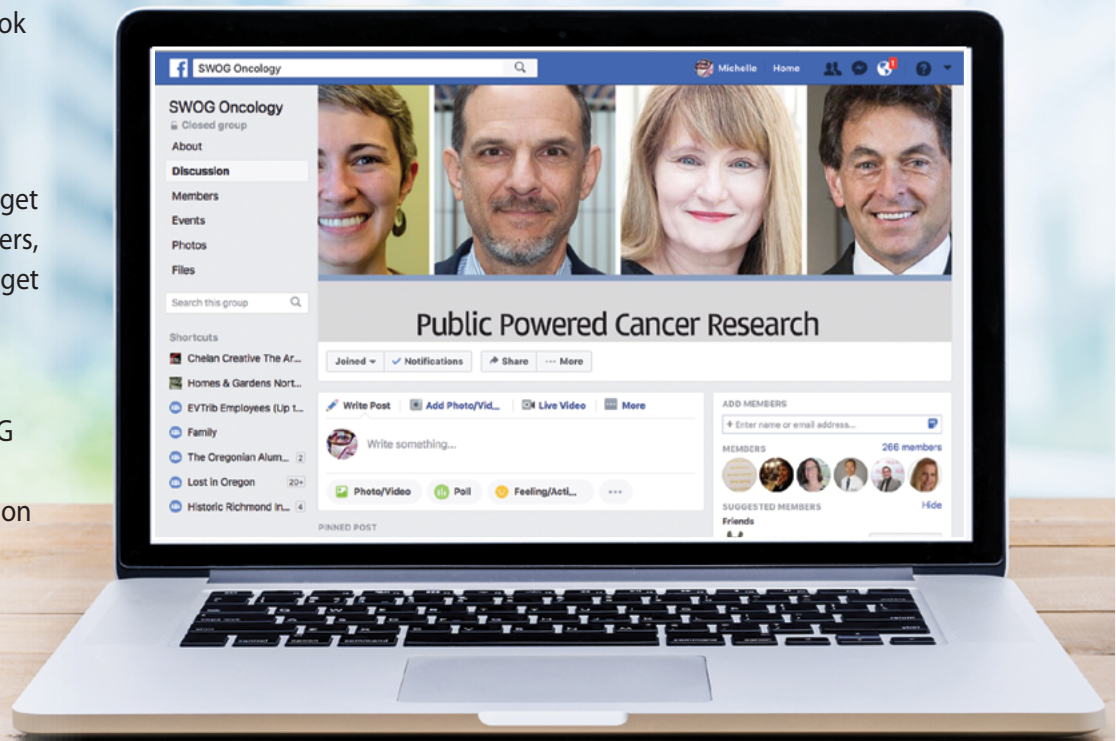 ok
get
ers,
get
G
on
SWOG Oncology
Michelle Home
1
SWOG Oncology
Closed group
About
Discussion
Members
Events
Photos
Files
Search this group
Shortcuts
Chelan Creative The Ar...
Homes & Gardens Nort...
EVTrib Employees (Up t...
Family
The Oregonian Alum... 2
Lost in Oregon 20+
Historic Richmond In... 4
Public Powered Cancer Research
Joined Notifications Share ... More
Write Post Add Photo/Vid... Live Video More
Write something...
Photo/Video Poll Feeling/Acti...
PINNED POST
ADD MEMBERS
+ Enter name or email address...
MEMBERS 266 members
SUGGESTED MEMBERS Hide
Friends